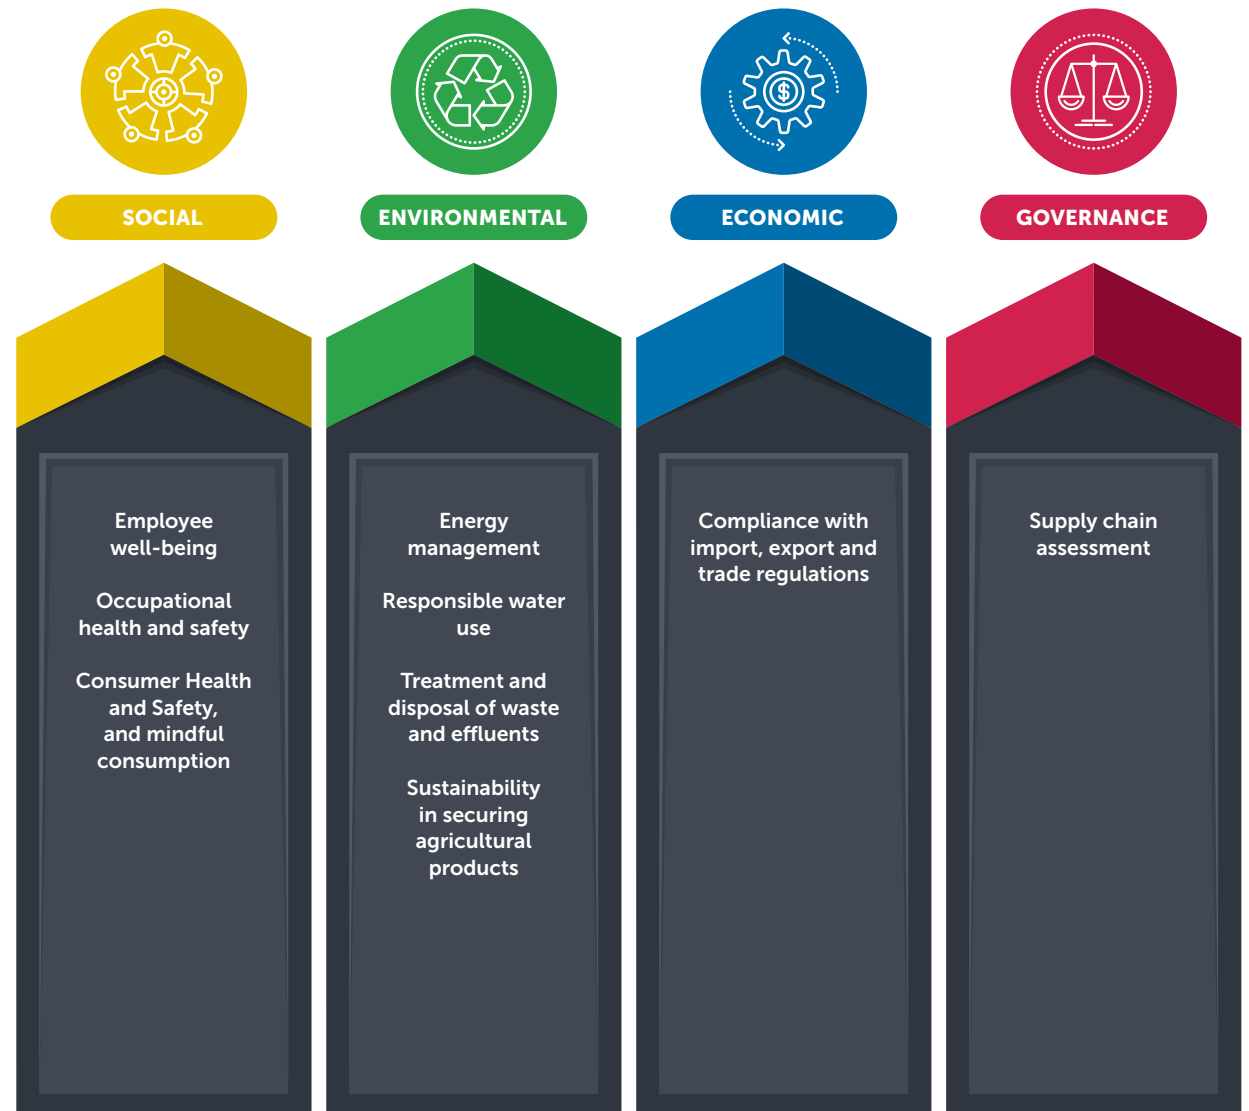 SOCIAL
Employee
well-being
Occupational
health and safety
Consumer Health
and Safety,
and mindful
consumption
ENVIRONMENTAL
Energy
management
Responsible water
use
Treatment and
disposal of waste
and effluents
Sustainability
in securing
agricultural
products
$
ECONOMIC
Compliance with
import, export and
trade regulations
GOVERNANCE
Supply chain
assessment